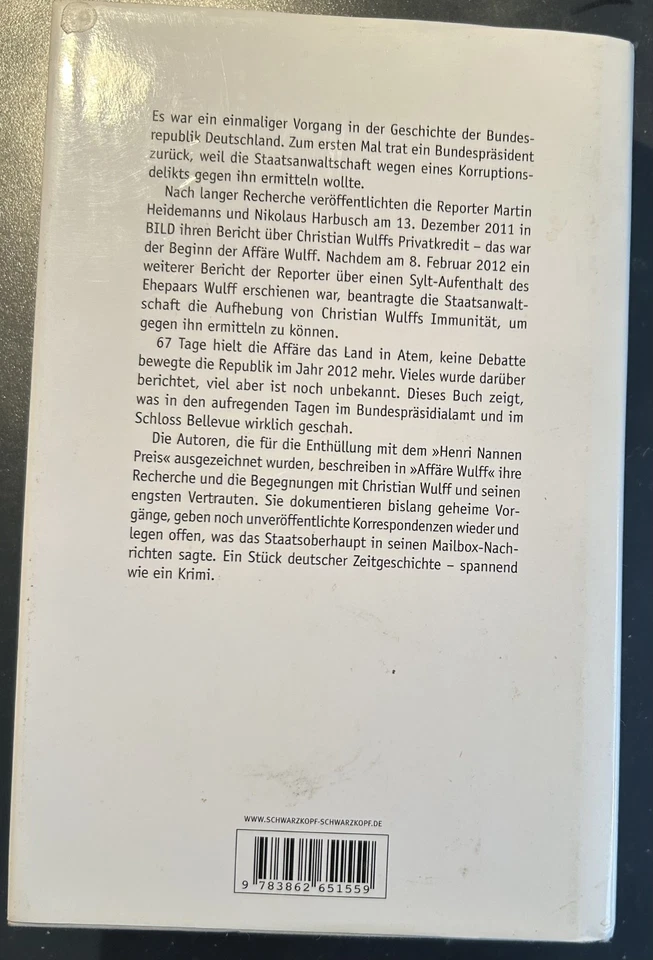 Es war ein einmaliger Vorgang in der Geschichte der Bundes-
republik Deutschland. Zum ersten Mal trat ein Bundespräsident
zurück, weil die Staatsanwaltschaft wegen eines Korruptions-
delikts gegen ihn ermitteln wollte.
Nach langer Recherche veröffentlichten die Reporter Martin
Heidemanns und Nikolaus Harbusch am 13. Dezember 2011 in
BILD ihren Bericht über Christian Wulffs Privatkredit – das war
der Beginn der Affäre Wulff. Nachdem am 8. Februar 2012 ein
weiterer Bericht der Reporter über einen Sylt-Aufenthalt des
Ehepaars Wulff erschienen war, beantragte die Staatsanwalt-
schaft die Aufhebung von Christian Wulffs Immunität, um
gegen ihn ermitteln zu können.
67 Tage hielt die Affäre das Land in Atem, keine Debatte
bewegte die Republik im Jahr 2012 mehr. Vieles wurde darüber
berichtet, viel aber ist noch unbekannt. Dieses Buch zeigt,
was in den aufregenden Tagen im Bundespräsidialamt und im
Schloss Bellevue wirklich geschah.
Die Autoren, die für die Enthüllung mit dem »Henri Nannen
Preis« ausgezeichnet wurden, beschreiben in »Affäre Wulff« ihre
Recherche und die Begegnungen mit Christian Wulff und seinen
engsten Vertrauten. Sie dokumentieren bislang geheime Vor-
gänge, geben noch unveröffentlichte Korrespondenzen wieder und
legen offen, was das Staatsoberhaupt in seinen Mailbox-Nach-
richten sagte. Ein Stück deutscher Zeitgeschichte – spannend
wie ein Krimi.
WWW.SCHWARZKOPF-SCHWARZKOPF.DE
9 783862 651559